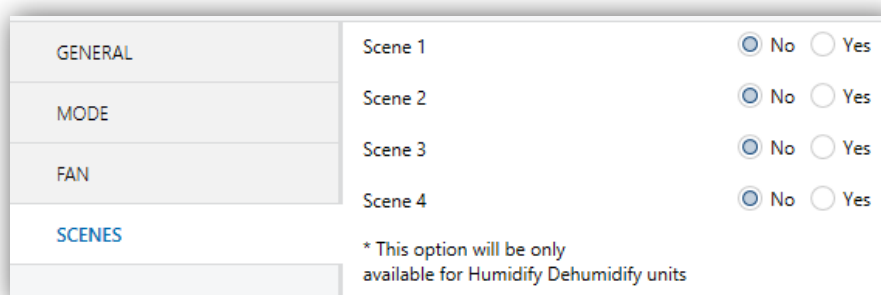 GENERAL
MODE
FAN
SCENES
Scene 1 No Yes
Scene 2 No Yes
Scene 3 No Yes
Scene 4 No Yes
* This option will be only
available for Humidify Dehumidify units